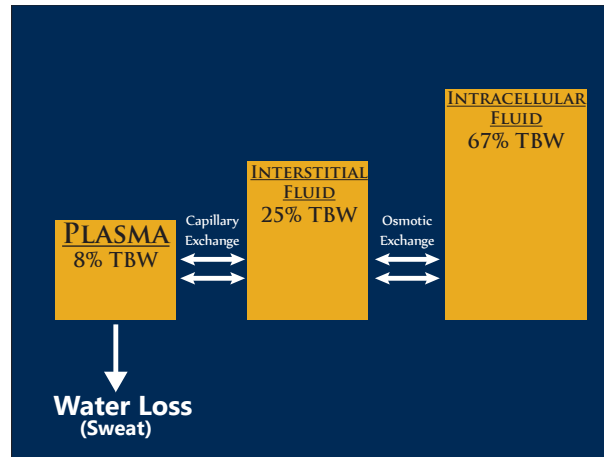 PLASMA
8% TBW
Capillary
Exchange
INTERSTITIAL
FLUID
25% TBW
Osmotic
Exchange
INTRACELLULAR
FLUID
67% TBW
Water Loss
(Sweat)